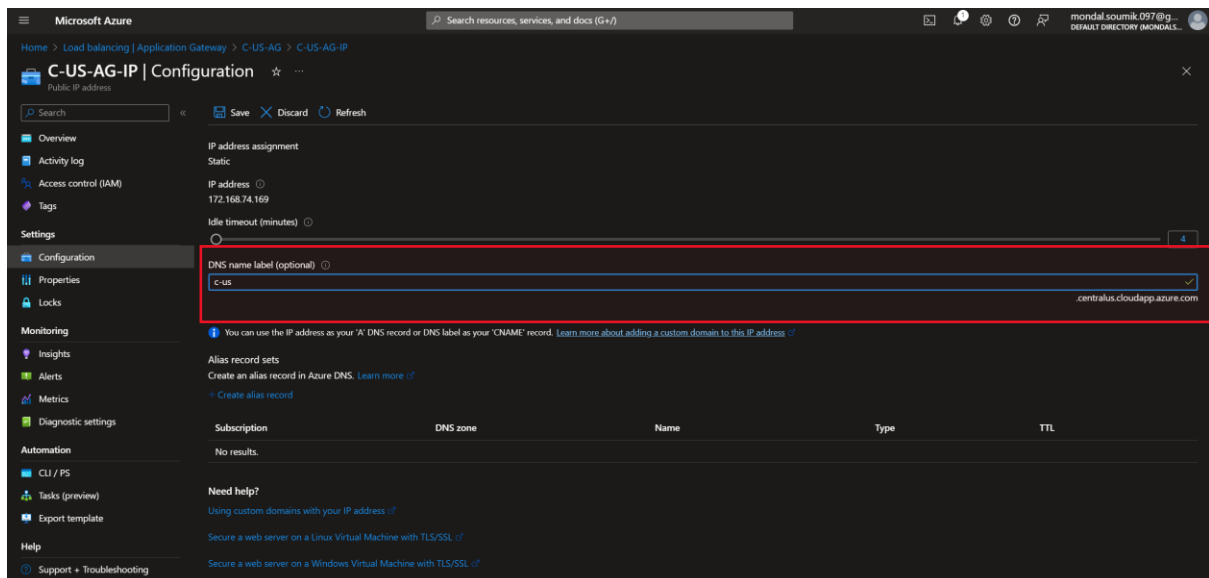 Microsoft Azure
Search resources, services, and docs (G+/)
mondal.soumik.097@g...
DEFAULT DIRECTORY (MONDALS...
Home > Load balancing | Application Gateway > C-US-AG > C-US-AG-IP
C-US-AG-IP | Configuration
Public IP address
Search
Overview
Activity log
Access control (IAM)
Tags
Settings
Configuration
Properties
Locks
Monitoring
Insights
Alerts
Metrics
Diagnostic settings
Automation
CLI / PS
Tasks (preview)
Export template
Help
Support + Troubleshooting
Save Discard Refresh
IP address assignment
Static
IP address
172.168.74.169
Idle timeout (minutes)
4
DNS name label (optional)
c-us
.centralus.cloudapp.azure.com
You can use the IP address as your 'A' DNS record or DNS label as your 'CNAME' record. Learn more about adding a custom domain to this IP address
Alias record sets
Create an alias record in Azure DNS. Learn more
+ Create alias record
Subscription DNS zone Name Type TTL
No results.
Need help?
Using custom domains with your IP address
Secure a web server on a Linux Virtual Machine with TLS/SSL
Secure a web server on a Windows Virtual Machine with TLS/SSL